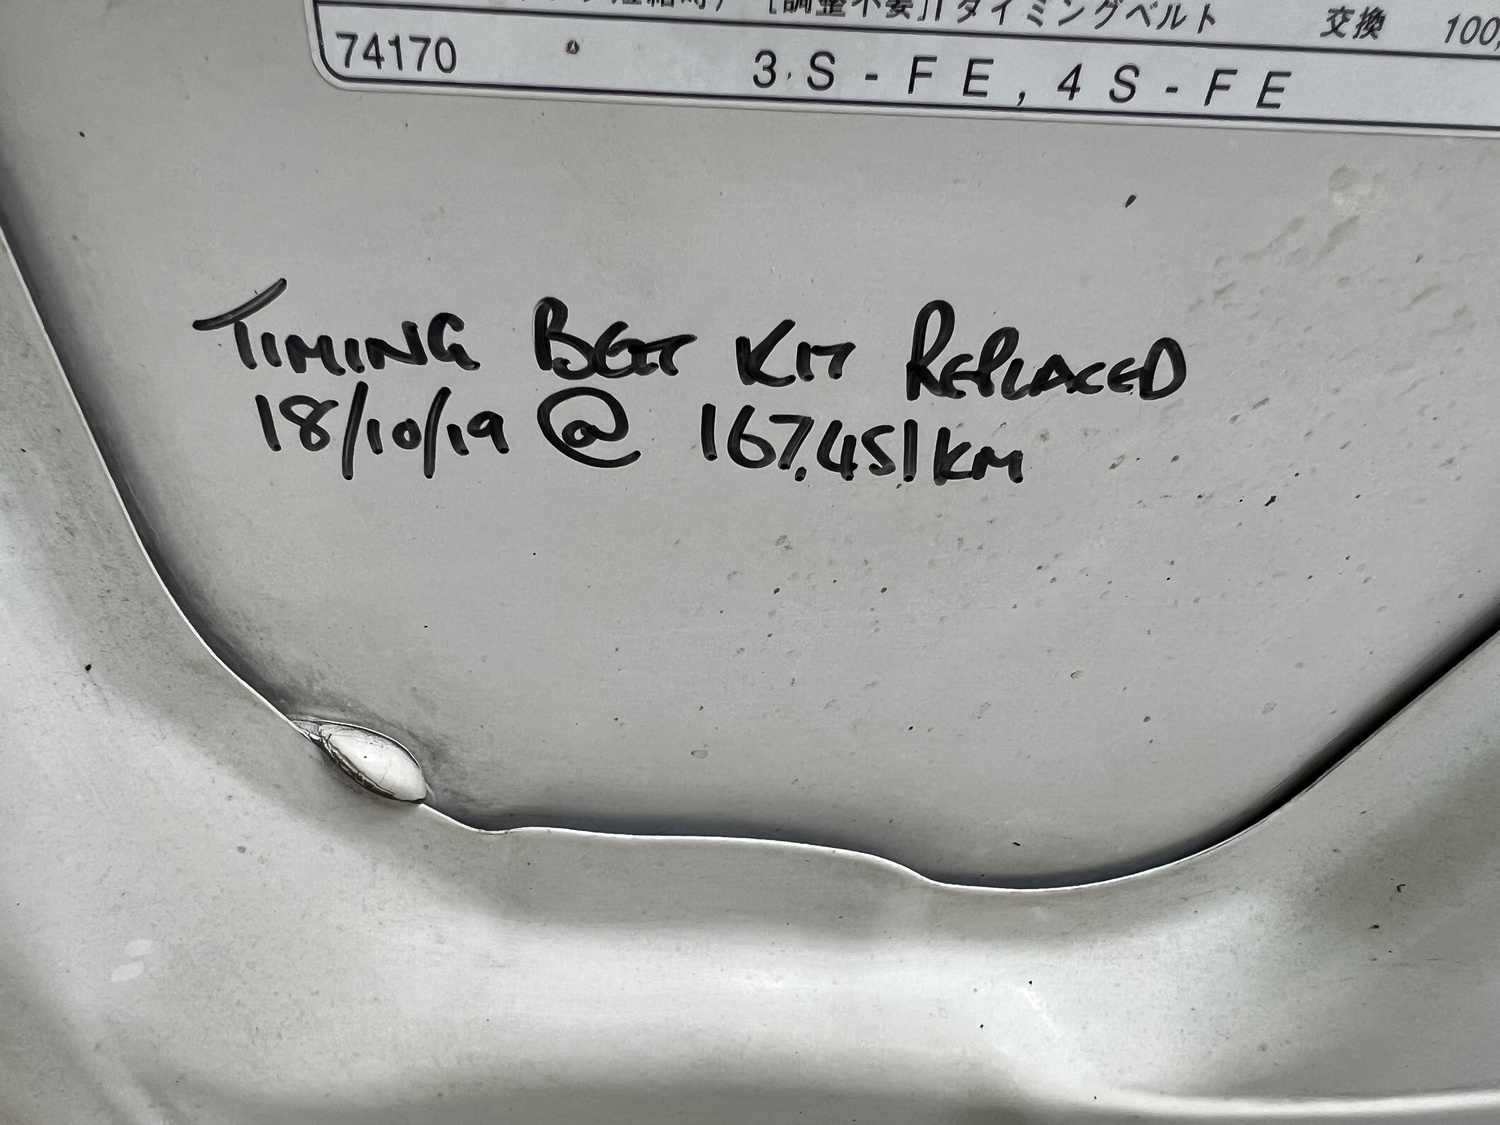 [調整不要] タイミングベルト 交換 100,
74170 3S-FE,4S-FE
TIMING BELT KIT REPLACED
18/10/19 @ 167,451KM